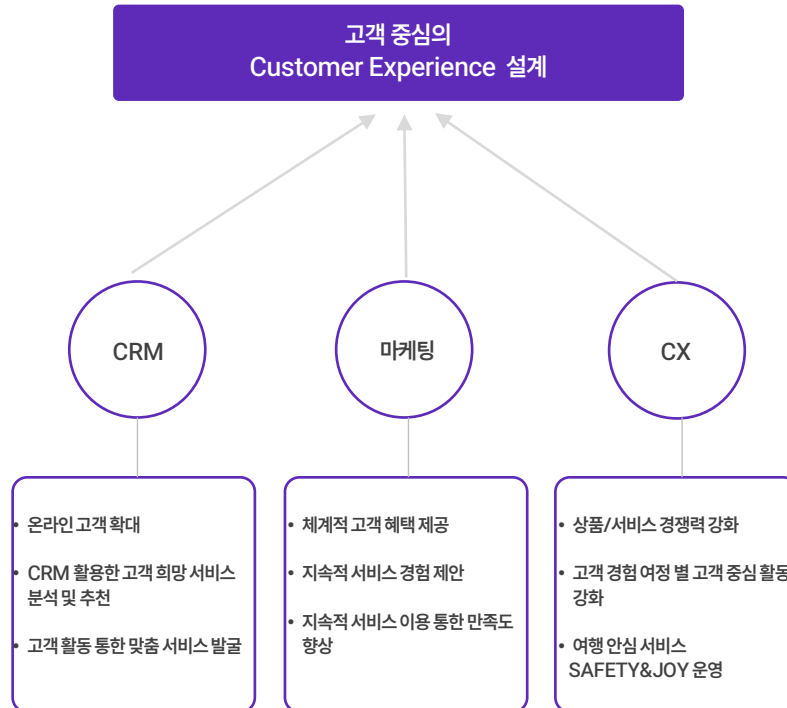 고객 중심의
Customer Experience 설계
CRM
마케팅
CX
• 온라인 고객 확대
• CRM 활용한 고객 희망 서비스
분석 및 추천
• 고객 활동 통한 맞춤 서비스 발굴
• 체계적 고객 혜택 제공
• 지속적 서비스 경험 제안
• 지속적 서비스 이용 통한 만족도
향상
• 상품/서비스 경쟁력 강화
• 고객 경험 여정 별 고객 중심 활동
강화
• 여행 안심 서비스
SAFETY&JOY 운영